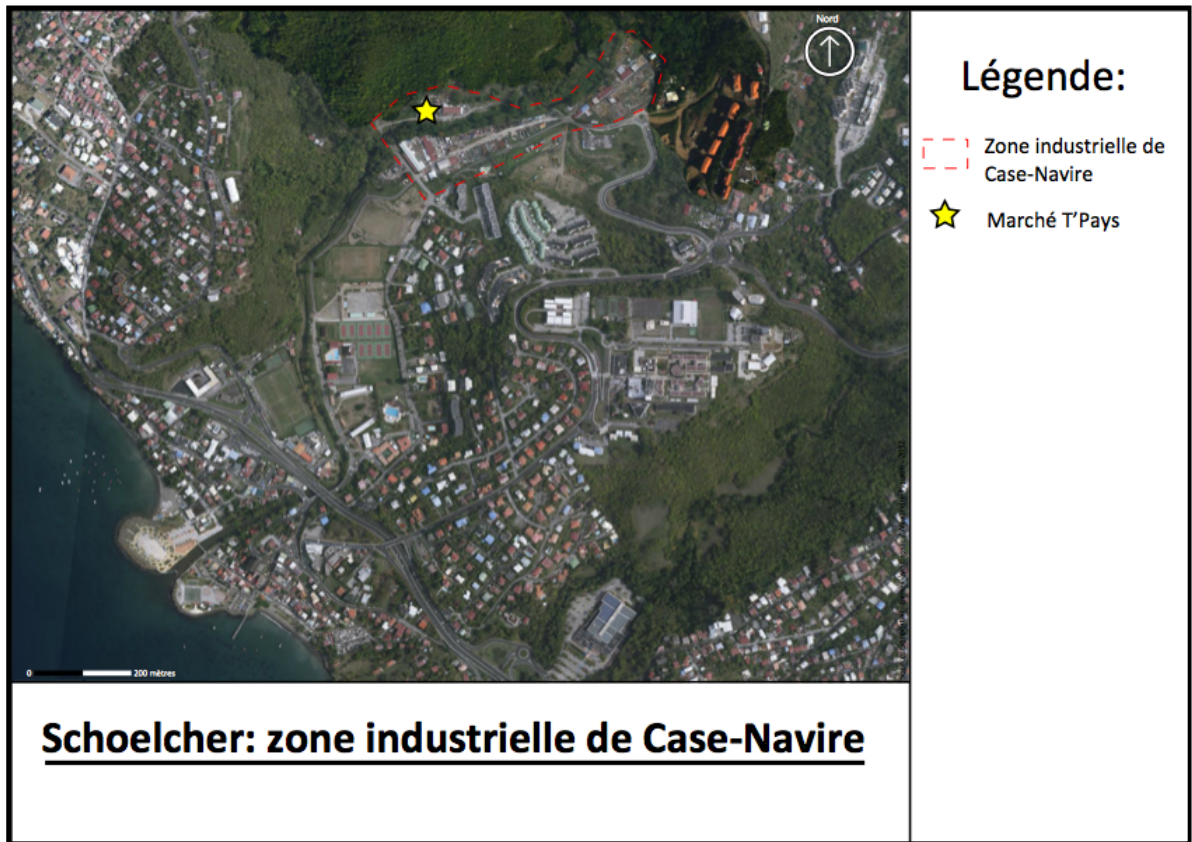 Nord
Légende:
Zone industrielle de
Case-Navire
Marché T'Pays
0 200 mètres
Schoelcher: zone industrielle de Case-Navire